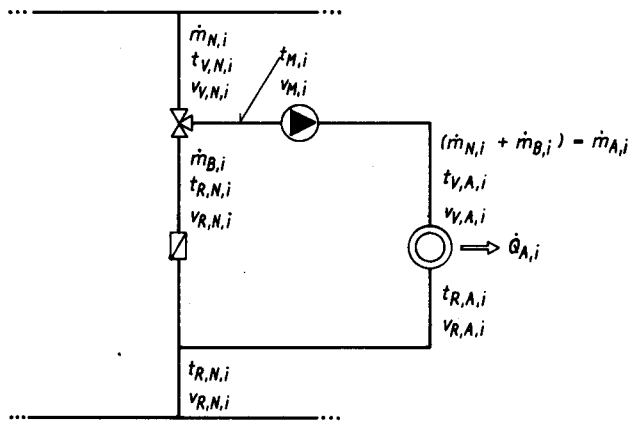 ṁN,i
tV,N,i
vV,N,i
tM,i
vM,i
(ṁN,i + ṁB,i) = ṁA,i
tV,A,i
vV,A,i
ṁB,i
tR,N,i
vR,N,i
Q̇A,i
tR,A,i
vR,A,i
tR,N,i
vR,N,i